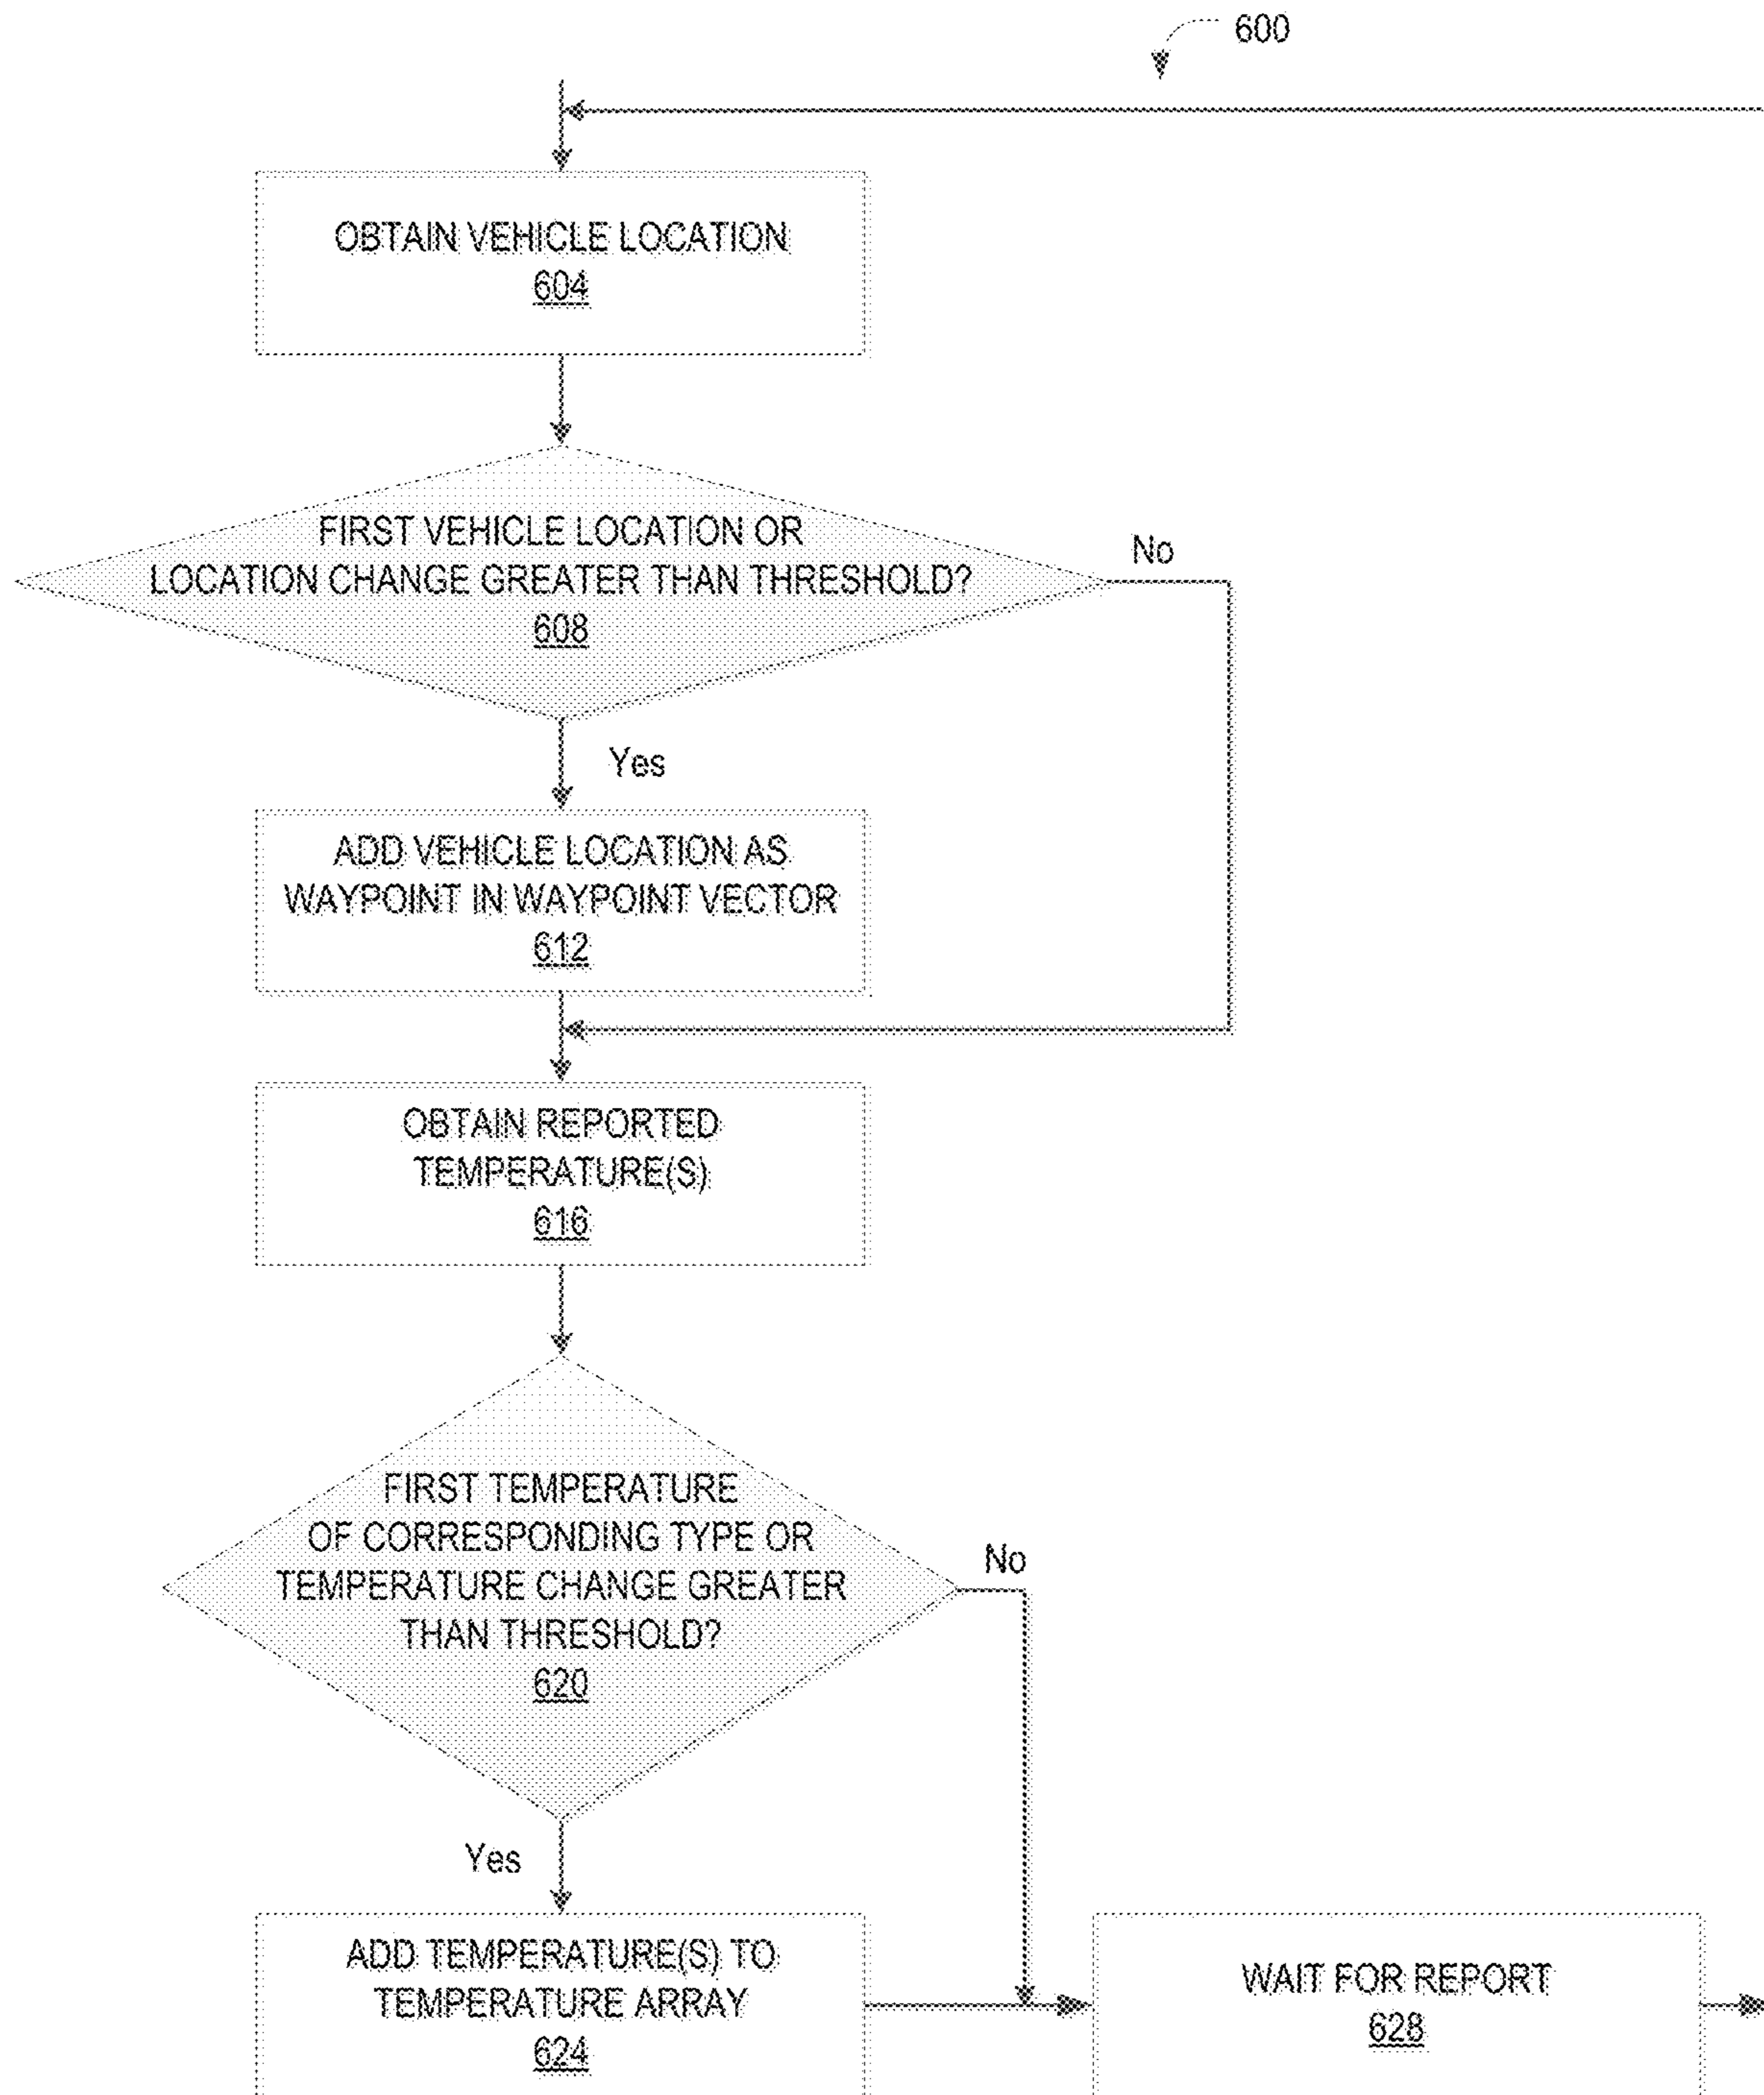 600
OBTAIN VEHICLE LOCATION
604
FIRST VEHICLE LOCATION OR
LOCATION CHANGE GREATER THAN THRESHOLD?
608
No
Yes
ADD VEHICLE LOCATION AS
WAYPOINT IN WAYPOINT VECTOR
612
OBTAIN REPORTED
TEMPERATURE(S)
616
FIRST TEMPERATURE
OF CORRESPONDING TYPE OR
TEMPERATURE CHANGE GREATER
THAN THRESHOLD?
620
No
Yes
ADD TEMPERATURE(S) TO
TEMPERATURE ARRAY
624
WAIT FOR REPORT
628